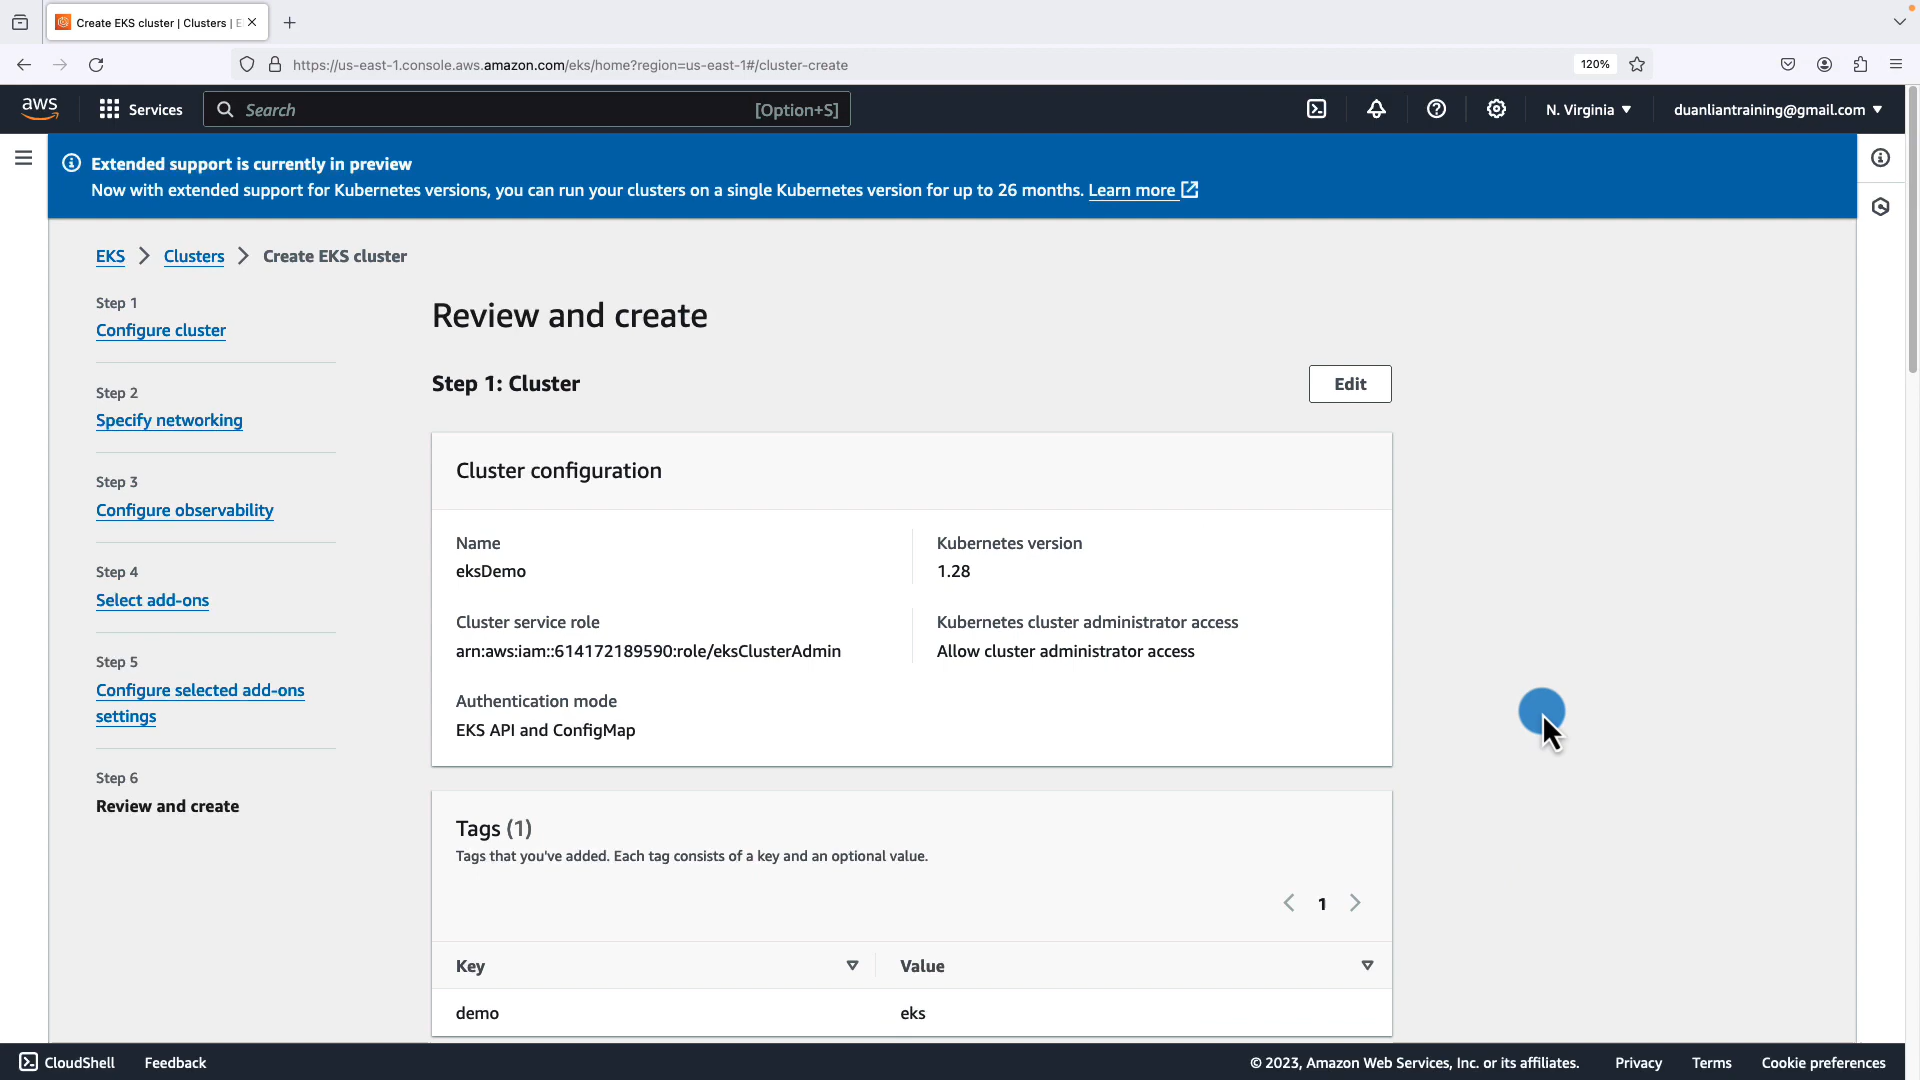 Create EKS cluster | Clusters | E
https://us-east-1.console.aws.amazon.com/eks/home?region=us-east-1#/cluster-create
120%
aws
Services
Search
[Option+S]
N. Virginia
duanliantraining@gmail.com
Extended support is currently in preview
Now with extended support for Kubernetes versions, you can run your clusters on a single Kubernetes version for up to 26 months. Learn more
EKS
Clusters
Create EKS cluster
Step 1
Configure cluster
Step 2
Specify networking
Step 3
Configure observability
Step 4
Select add-ons
Step 5
Configure selected add-ons
settings
Step 6
Review and create
Review and create
Step 1: Cluster
Edit
Cluster configuration
Name
eksDemo
Kubernetes version
1.28
Cluster service role
arn:aws:iam::614172189590:role/eksClusterAdmin
Kubernetes cluster administrator access
Allow cluster administrator access
Authentication mode
EKS API and ConfigMap
Tags (1)
Tags that you've added. Each tag consists of a key and an optional value.
1
Key
Value
demo
eks
CloudShell
Feedback
© 2023, Amazon Web Services, Inc. or its affiliates.
Privacy
Terms
Cookie preferences